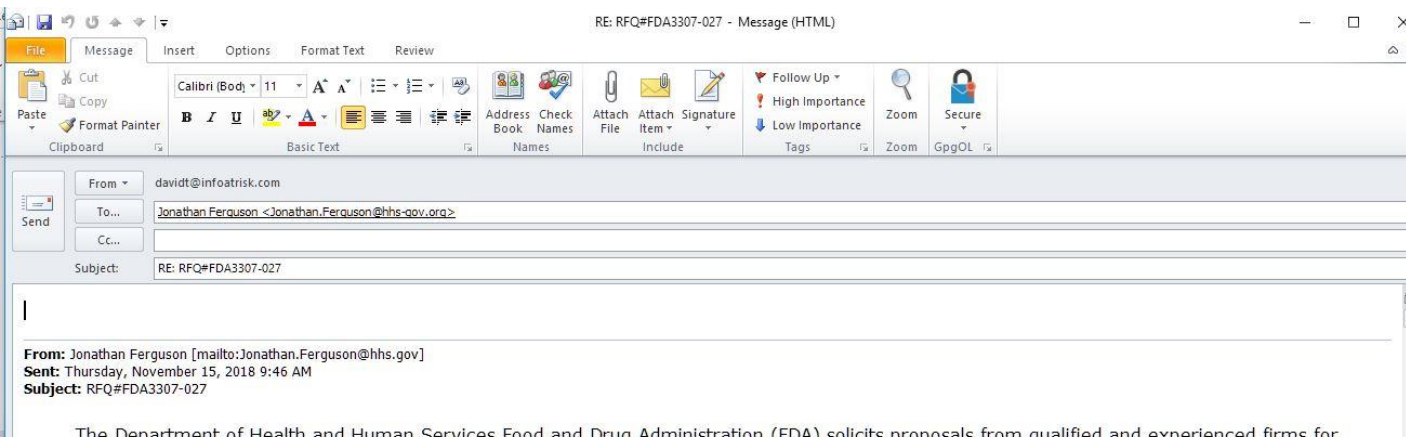 RE: RFQ#FDA3307-027 - Message (HTML)
File Message Insert Options Format Text Review
Paste
Cut
Copy
Format Painter
Clipboard
Calibri (Body 11
B I U
Basic Text
Address Book
Check Names
Names
Attach File
Attach Item
Signature
Include
Follow Up
High Importance
Low Importance
Tags
Zoom
Zoom
Secure
GpgOL
Send
From davidt@infoatrisk.com
To... Jonathan Ferguson <Jonathan.Ferguson@hhs-gov.org>
Cc...
Subject: RE: RFQ#FDA3307-027
From: Jonathan Ferguson [mailto:Jonathan.Ferguson@hhs.gov]
Sent: Thursday, November 15, 2018 9:46 AM
Subject: RFQ#FDA3307-027
The Department of Health and Human Services Food and Drug Administration (FDA) solicits proposals from qualified and experienced firms for